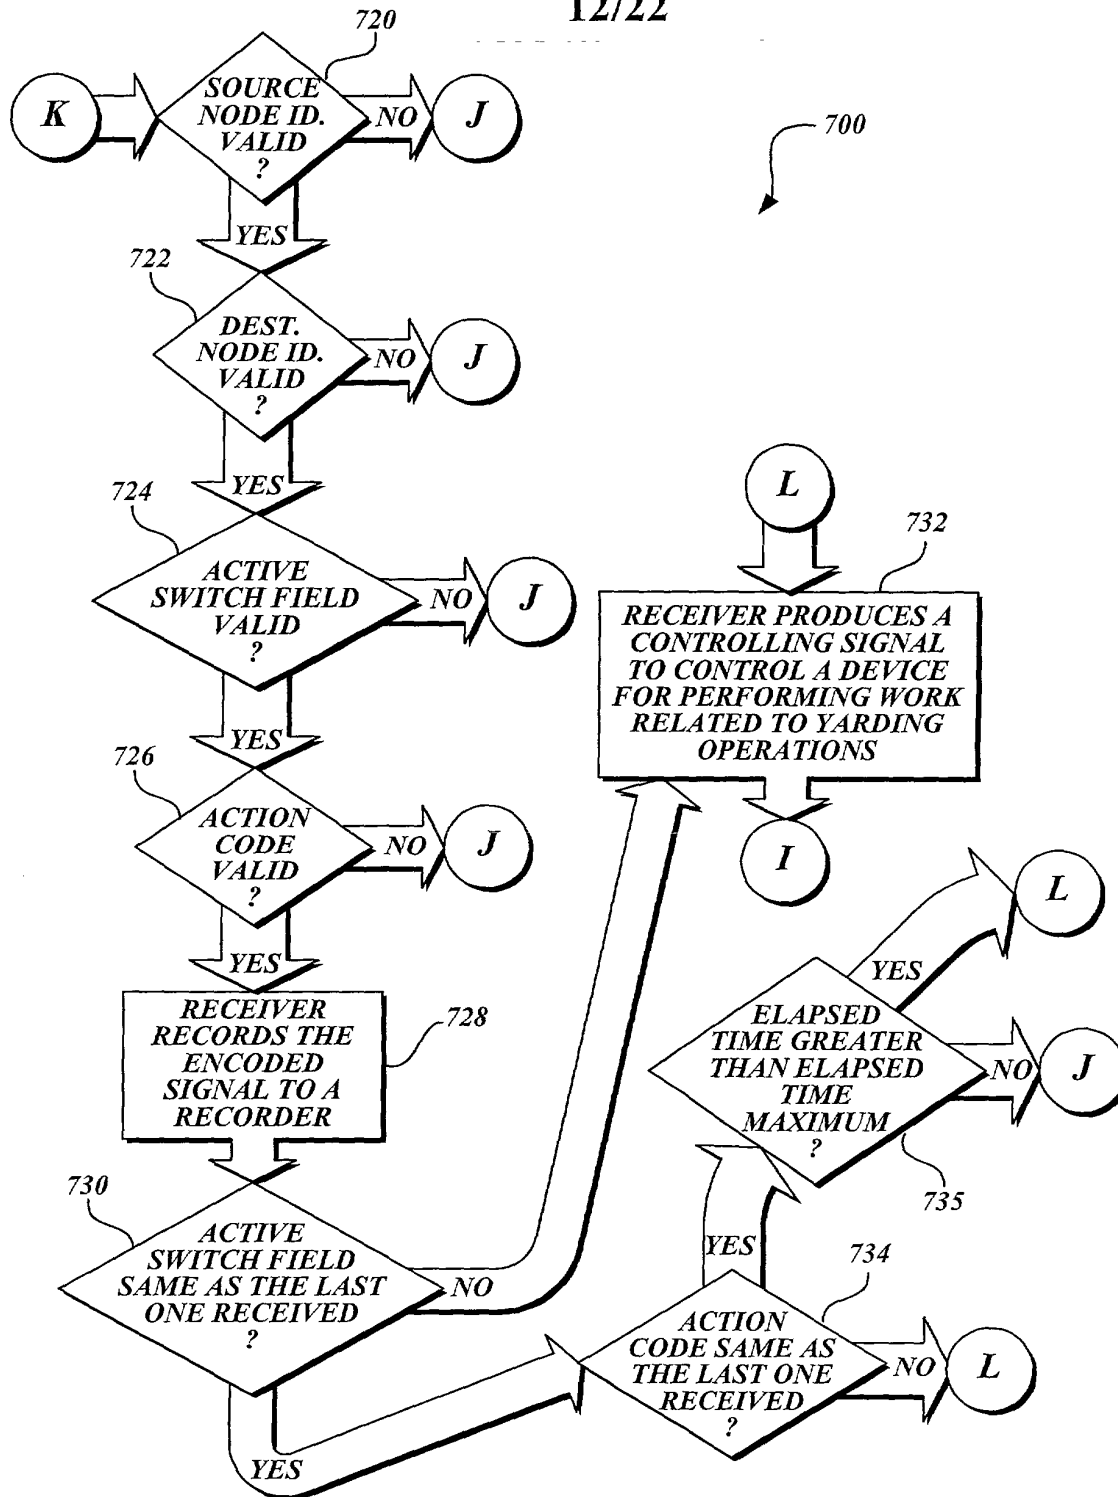 12/22
720
SOURCE
NODE ID.
VALID
?
K
NO
J
700
YES
722
DEST.
NODE ID.
VALID
?
NO
J
YES
724
ACTIVE
SWITCH FIELD
VALID
?
NO
J
YES
726
ACTION
CODE
VALID
?
NO
J
YES
RECEIVER
RECORDS THE
ENCODED
SIGNAL TO A
RECORDER
728
730
ACTIVE
SWITCH FIELD
SAME AS THE LAST
ONE RECEIVED
?
NO
YES
L
732
RECEIVER PRODUCES A
CONTROLLING SIGNAL
TO CONTROL A DEVICE
FOR PERFORMING WORK
RELATED TO YARDING
OPERATIONS
I
734
ACTION
CODE SAME AS
THE LAST ONE
RECEIVED
?
NO
L
YES
ELAPSED
TIME GREATER
THAN ELAPSED
TIME
MAXIMUM
?
735
YES
L
NO
J